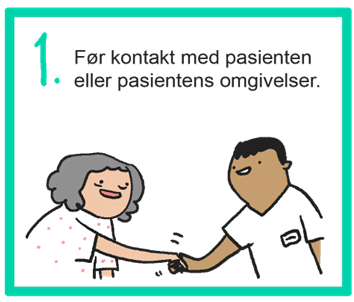 1. Før kontakt med pasienten
eller pasientens omgivelser.